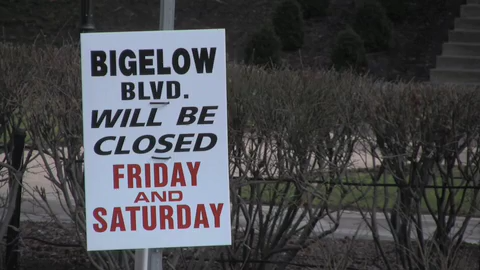 BIGELOW
BLVD.
WILL BE
CLOSED
FRIDAY
AND
SATURDAY